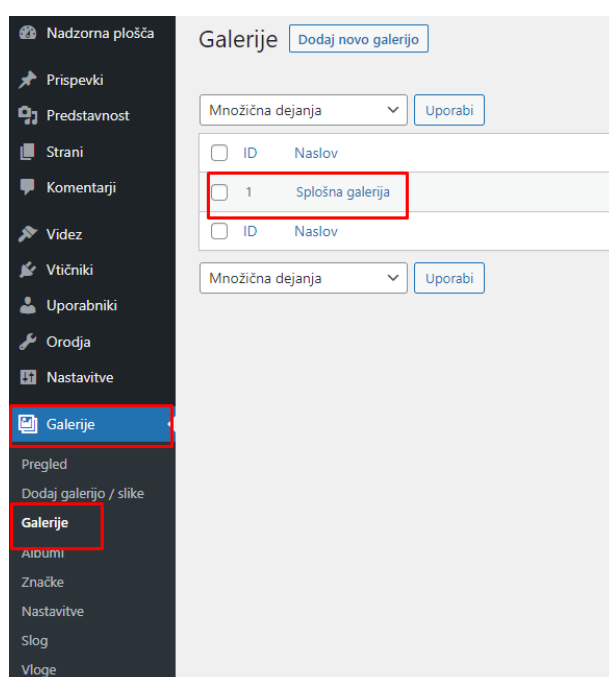 Nadzorna plošča
Prispevki
Predstavnost
Strani
Komentarji
Videz
Vtičniki
Uporabniki
Orodja
Nastavitve
Galerije
Pregled
Dodaj galerijo / slike
Galerije
Albumi
Značke
Nastavitve
Slog
Vloge
Galerije Dodaj novo galerijo
Množična dejanja Uporabi
ID Naslov
1 Splošna galerija
ID Naslov
Množična dejanja Uporabi